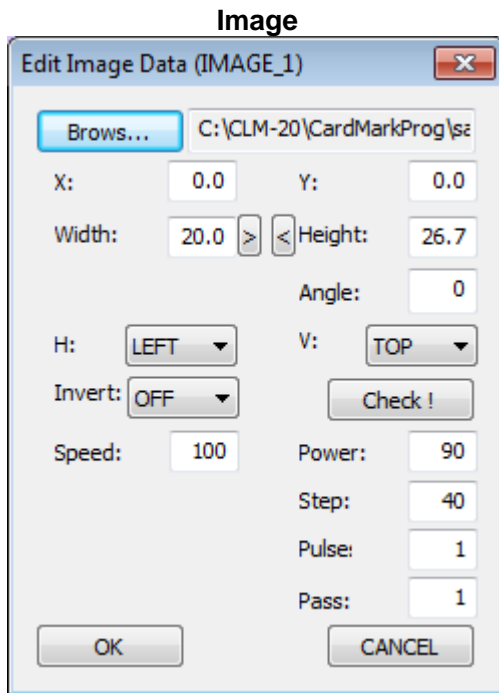 Image
Edit Image Data (IMAGE_1)
Brows... C:\CLM-20\CardMarkProg\sa
X: 0.0 Y: 0.0
Width: 20.0 > < Height: 26.7
Angle: 0
H: LEFT V: TOP
Invert: OFF Check !
Speed: 100 Power: 90
Step: 40
Pulse: 1
Pass: 1
OK CANCEL